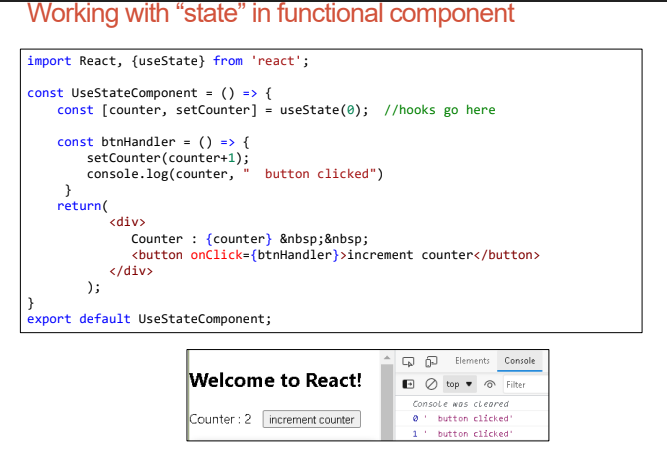 Working with “state” in functional component
import React, {useState} from 'react';
const UseStateComponent = () => {
    const [counter, setCounter] = useState(0);  //hooks go here
    const btnHandler = () => {
        setCounter(counter+1);
        console.log(counter, "  button clicked")
     }
    return(
           <div>
              Counter : {counter} &nbsp;&nbsp;
              <button onClick={btnHandler}>increment counter</button>
           </div>
        );
}
export default UseStateComponent;
Welcome to React!
Counter : 2 increment counter
Elements Console
top ▼ Filter
Console was cleared
0 '  button clicked'
1 '  button clicked'